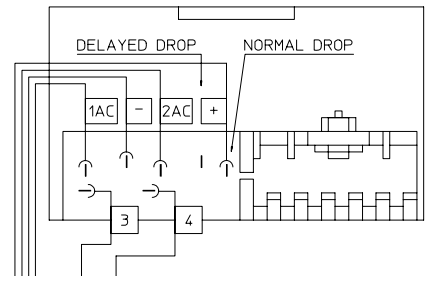 DELAYED DROP NORMAL DROP
1AC - 2AC +
3 4